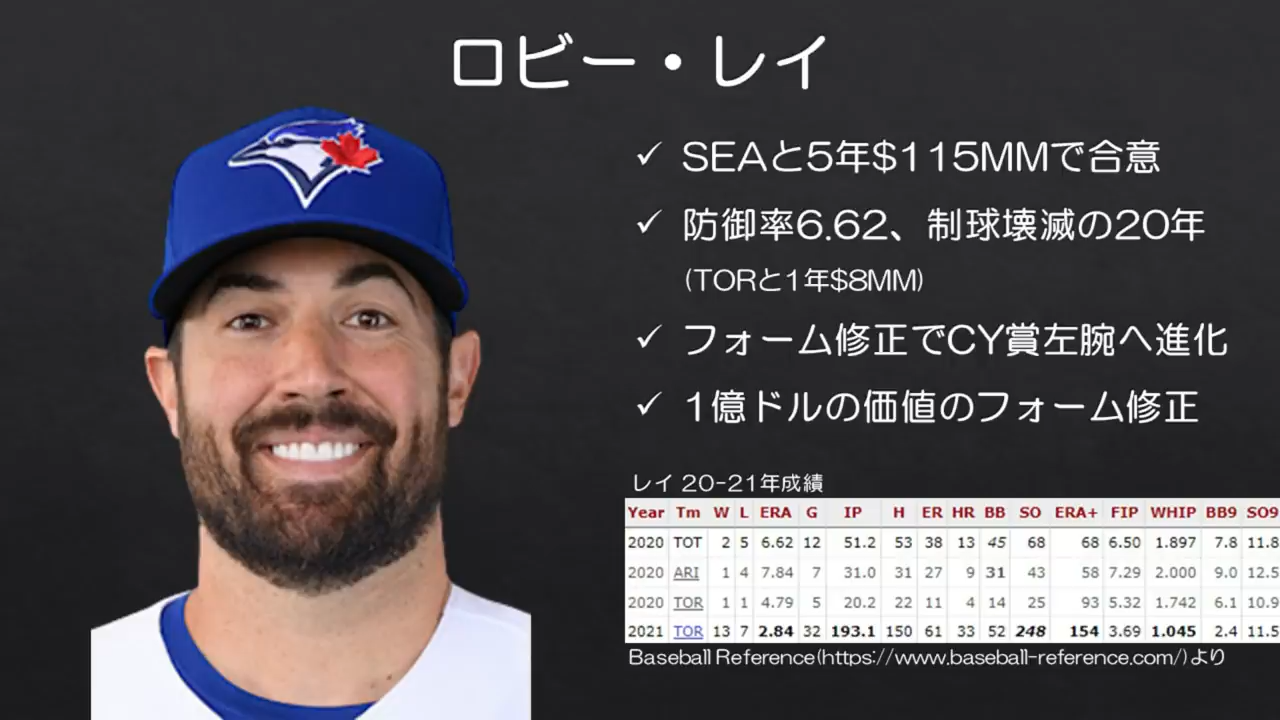 ロビー・レイ
✓ SEAと5年$115MMで合意
✓ 防御率6.62、制球壊滅の20年
(TORと1年$8MM)
✓ フォーム修正でCY賞左腕へ進化
✓ 1億ドルの価値のフォーム修正
レイ 20-21年成績
Year Tm W L ERA G IP H ER HR BB SO ERA+ FIP WHIP BB9 SO9
2020 TOT 2 5 6.62 12 51.2 53 38 13 45 68 68 6.50 1.897 7.8 11.8
2020 ARI 1 4 7.84 7 31.0 31 27 9 31 43 58 7.29 2.000 9.0 12.5
2020 TOR 1 1 4.79 5 20.2 22 11 4 14 25 93 5.32 1.742 6.1 10.9
2021 TOR 13 7 2.84 32 193.1 150 61 33 52 248 154 3.69 1.045 2.4 11.5
Baseball Reference(https://www.baseball-reference.com/)より